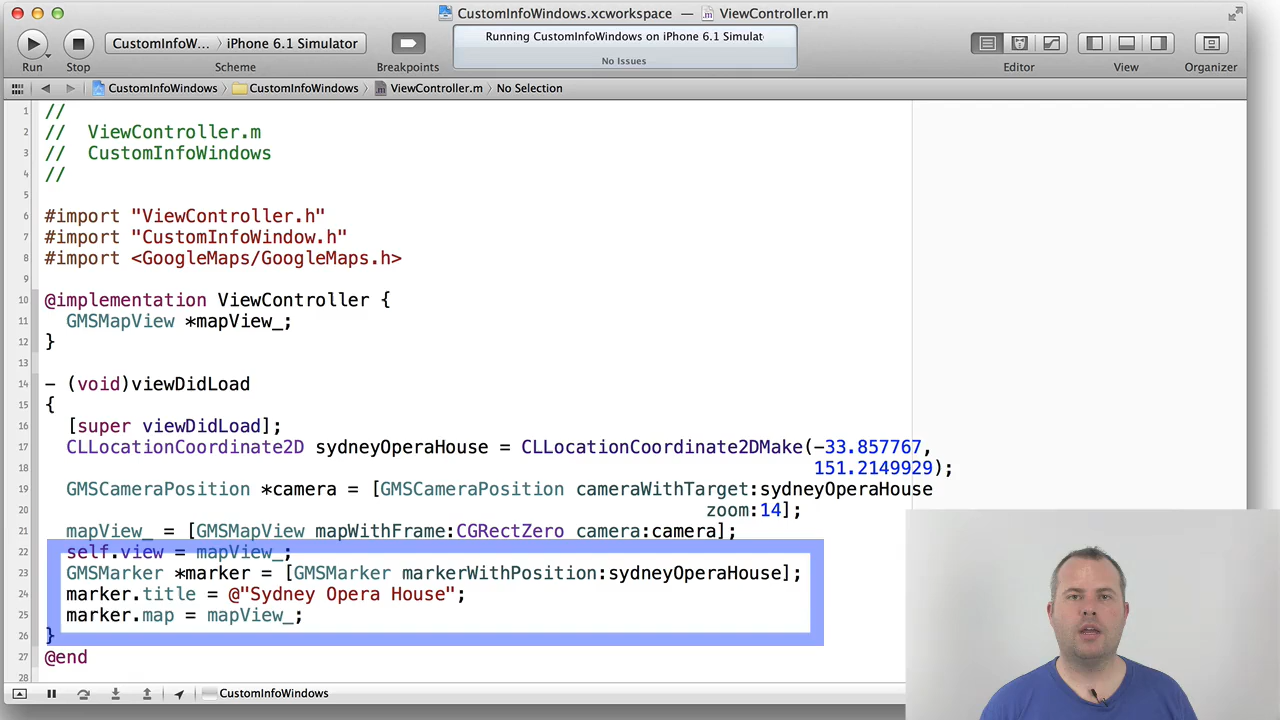 CustomInfoWindows.xcworkspace — ViewController.m
CustomInfoW... 〉 iPhone 6.1 Simulator
Running CustomInfoWindows on iPhone 6.1 Simulat
No Issues
Run Stop Scheme Breakpoints Editor View Organizer
CustomInfoWindows 〉 CustomInfoWindows 〉 ViewController.m 〉 No Selection
1 //
2 // ViewController.m
3 // CustomInfoWindows
4 //
5
6 #import "ViewController.h"
7 #import "CustomInfoWindow.h"
8 #import <GoogleMaps/GoogleMaps.h>
9
10 @implementation ViewController {
11 GMSMapView *mapView_;
12 }
13
14 - (void)viewDidLoad
15 {
16 [super viewDidLoad];
17 CLLocationCoordinate2D sydneyOperaHouse = CLLocationCoordinate2DMake(-33.857767,
18 151.2149929);
19 GMSCameraPosition *camera = [GMSCameraPosition cameraWithTarget:sydneyOperaHouse
20 zoom:14];
21 mapView_ = [GMSMapView mapWithFrame:CGRectZero camera:camera];
22 self.view = mapView_;
23 GMSMarker *marker = [GMSMarker markerWithPosition:sydneyOperaHouse];
24 marker.title = @"Sydney Opera House";
25 marker.map = mapView_;
26 }
27 @end
28
CustomInfoWindows